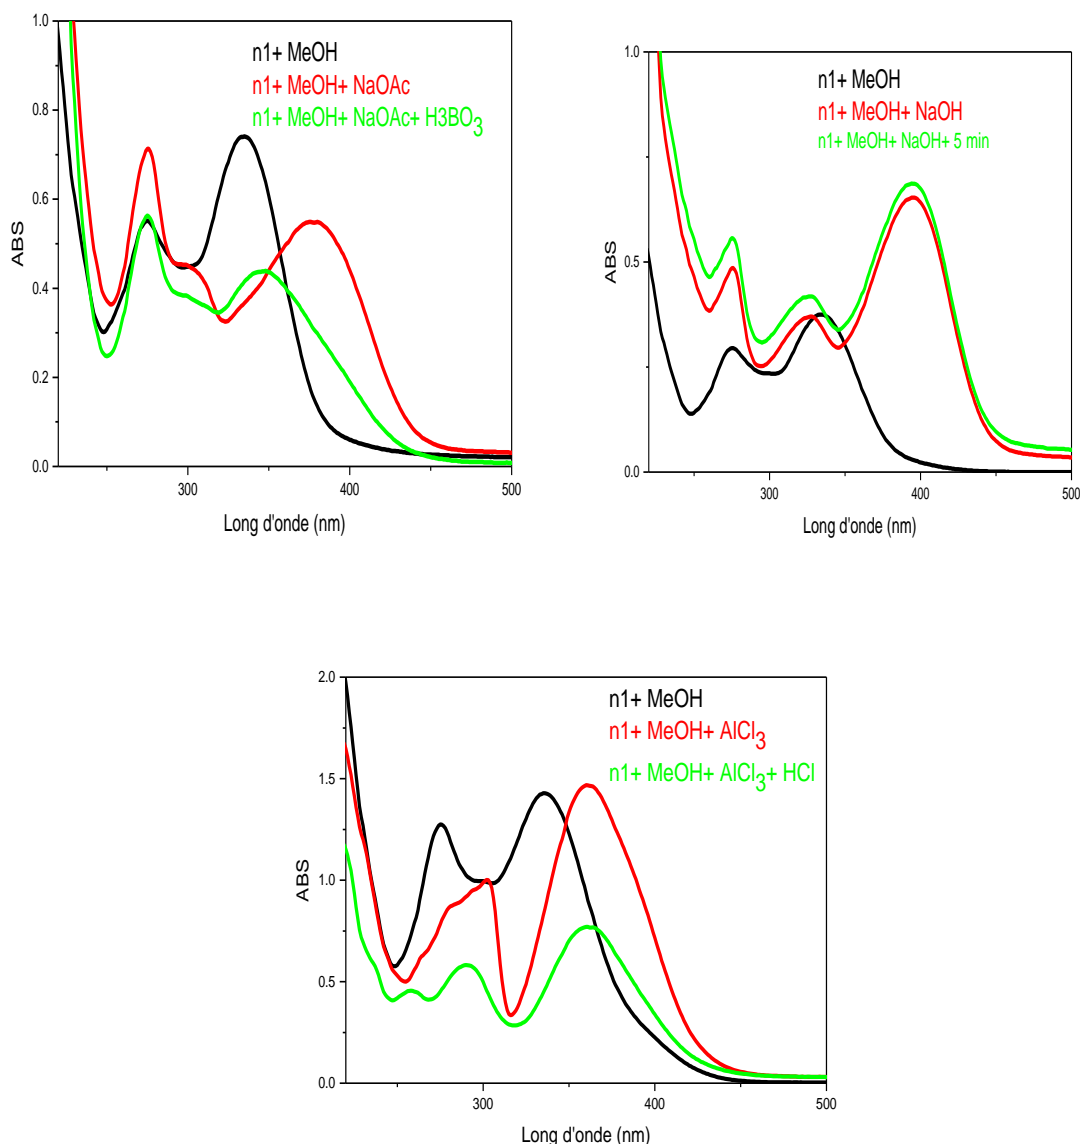 n1+ MeOH
n1+ MeOH+ NaOAc
n1+ MeOH+ NaOAc+ H3BO3
1.0
0.8
0.6
0.4
0.2
0.0
ABS
300
400
500
Long d'onde (nm)
n1+ MeOH
n1+ MeOH+ NaOH
n1+ MeOH+ NaOH+ 5 min
1.0
0.5
0.0
ABS
300
400
500
Long d'onde (nm)
n1+ MeOH
n1+ MeOH+ AlCl3
n1+ MeOH+ AlCl3+ HCl
2.0
1.5
1.0
0.5
0.0
ABS
300
400
500
Long d'onde (nm)